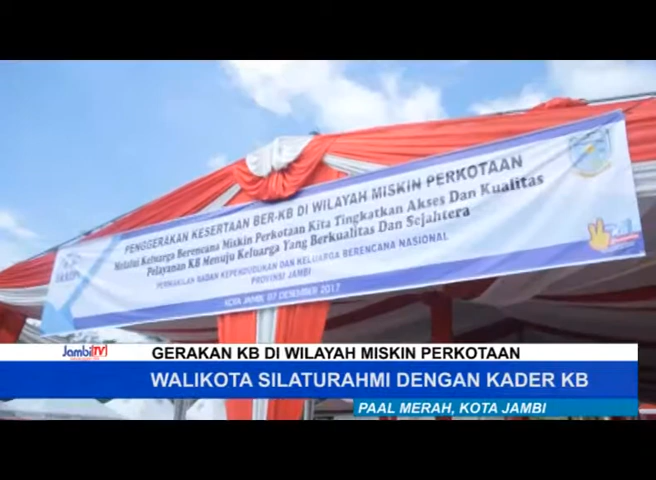 PENGGERAKAN KESERTAAN BER-KB DI WILAYAH MISKIN PERKOTAAN
Melalui Keluarga Berencana Miskin Perkotaan Kita Tingkatkan Akses Dan Kualitas
Pelayanan KB Menuju Keluarga Yang Berkualitas Dan Sejahtera
PERWAKILAN BADAN KEPENDUDUKAN DAN KELUARGA BERENCANA NASIONAL
PROVINSI JAMBI
KOTA JAMBI, 07 DESEMBER 2017
JambiTV
GERAKAN KB DI WILAYAH MISKIN PERKOTAAN
WALIKOTA SILATURAHMI DENGAN KADER KB
PAAL MERAH, KOTA JAMBI